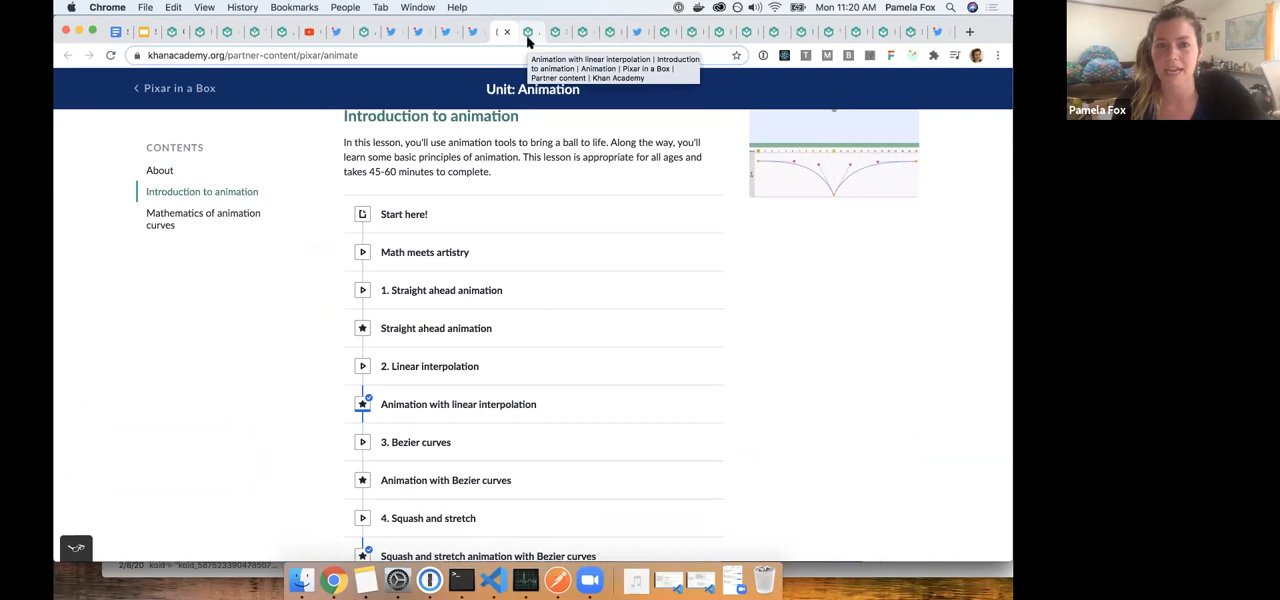 Chrome File Edit View History Bookmarks People Tab Window Help Mon 11:20 AM Pamela Fox
khanacademy.org/partner-content/pixar/animate
Animation with linear interpolation | Introduction
to animation | Animation | Pixar in a Box |
Partner content | Khan Academy
Pixar in a Box
Unit: Animation
Pamela Fox
CONTENTS
About
Introduction to animation
Mathematics of animation
curves
Introduction to animation
In this lesson, you'll use animation tools to bring a ball to life. Along the way, you'll
learn some basic principles of animation. This lesson is appropriate for all ages and
takes 45-60 minutes to complete.
Start here!
Math meets artistry
1. Straight ahead animation
Straight ahead animation
2. Linear interpolation
Animation with linear interpolation
3. Bezier curves
Animation with Bezier curves
4. Squash and stretch
Squash and stretch animation with Bezier curves
2/8/20